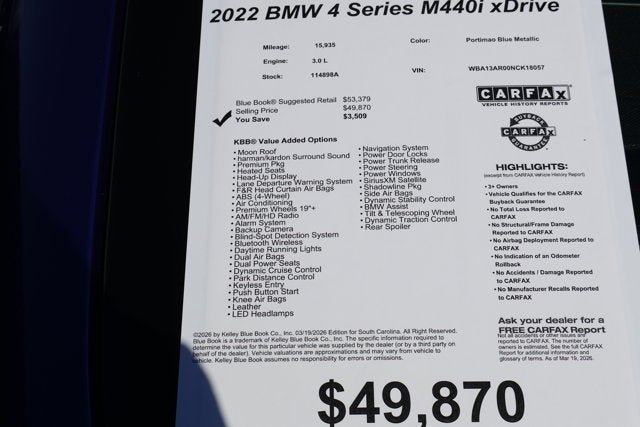 2022 BMW 4 Series M440i xDrive
Mileage: 15,935 Color: Portimao Blue Metallic
Engine: 3.0 L
Stock: 114898A VIN: WBA13AR00NCK18057
Blue Book® Suggested Retail $53,379
Selling Price $49,870
You Save $3,509
KBB® Value Added Options
• Moon Roof
• harman/kardon Surround Sound
• Premium Pkg
• Heated Seats
• Head-Up Display
• Lane Departure Warning System
• F&R Head Curtain Air Bags
• ABS (4-Wheel)
• Air Conditioning
• Premium Wheels 19"+
• AM/FM/HD Radio
• Alarm System
• Backup Camera
• Blind-Spot Detection System
• Bluetooth Wireless
• Daytime Running Lights
• Dual Air Bags
• Dual Power Seats
• Dynamic Cruise Control
• Park Distance Control
• Keyless Entry
• Push Button Start
• Knee Air Bags
• Leather
• LED Headlamps
• Navigation System
• Power Door Locks
• Power Trunk Release
• Power Steering
• Power Windows
• SiriusXM Satellite
• Shadowline Pkg
• Side Air Bags
• Dynamic Stability Control
• BMW Assist
• Tilt & Telescoping Wheel
• Dynamic Traction Control
• Rear Spoiler
CARFAX
VEHICLE HISTORY REPORTS
BUYBACK
CARFAX
GUARANTEE
HIGHLIGHTS:
(excerpt from CARFAX Vehicle History Report)
• 3+ Owners
• Vehicle Qualifies for the CARFAX
Buyback Guarantee
• No Total Loss Reported to
CARFAX
• No Structural/Frame Damage
Reported to CARFAX
• No Airbag Deployment Reported to
CARFAX
• No Indication of an Odometer
Rollback
• No Accidents / Damage Reported
to CARFAX
• No Manufacturer Recalls Reported
to CARFAX
Ask your dealer for a
FREE CARFAX Report
Not all accidents or other issues are
reported to CARFAX. The number of
owners is estimated. See the full CARFAX
Report for additional information and
glossary of terms. As of Mar 19, 2026.
©2026 by Kelley Blue Book Co., Inc. 03/19/2026 Edition for South Carolina. All Right Reserved.
Blue Book is a trademark of Kelley Blue Book Co., Inc. The specific information required to
determine the value for this particular vehicle was supplied by the dealer (or by a third party on
behalf of the dealer). Vehicle valuations are approximations and may vary from vehicle to
vehicle. Kelley Blue Book assumes no responsibility for errors or omissions.
$49,870